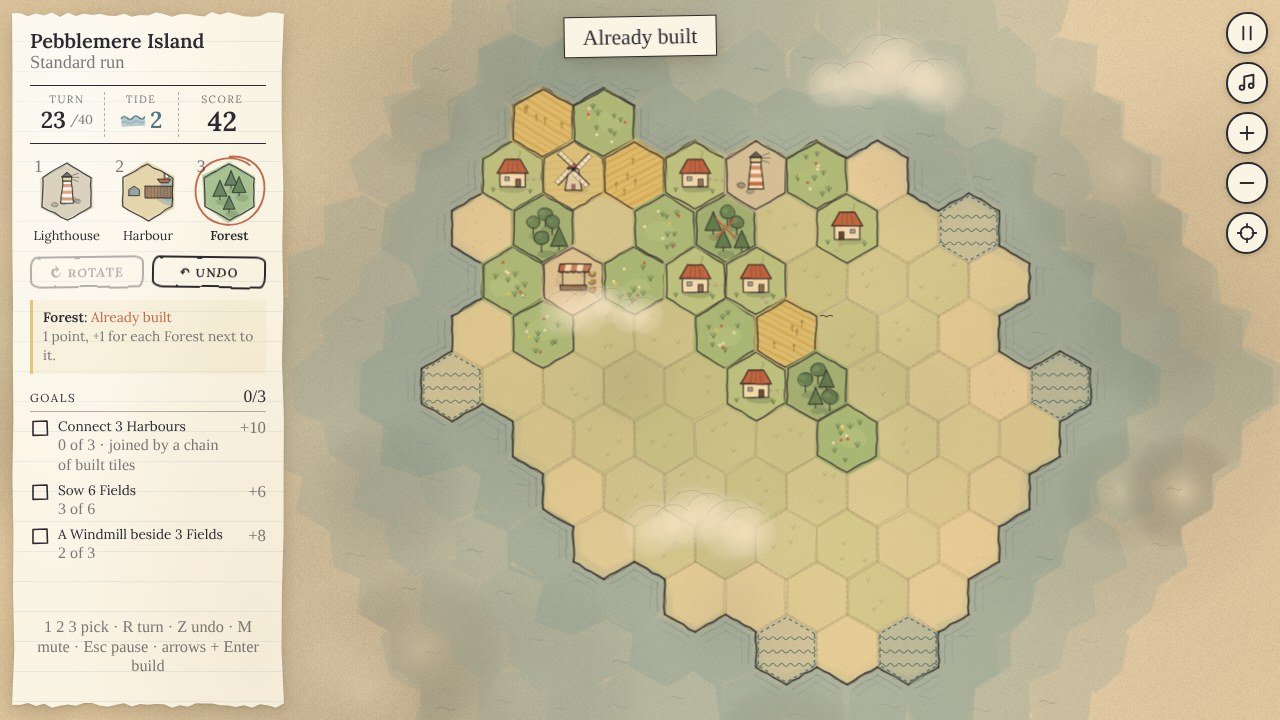 Pebblemere Island
Standard run
TURN
TIDE
SCORE
23 /40
2
42
1
2
3
Lighthouse
Harbour
Forest
ROTATE
UNDO
Forest: Already built
1 point, +1 for each Forest next to
it.
GOALS
0/3
Connect 3 Harbours
+10
0 of 3 · joined by a chain
of built tiles
Sow 6 Fields
+6
3 of 6
A Windmill beside 3 Fields
+8
2 of 3
1 2 3 pick · R turn · Z undo · M
mute · Esc pause · arrows + Enter
build
Already built